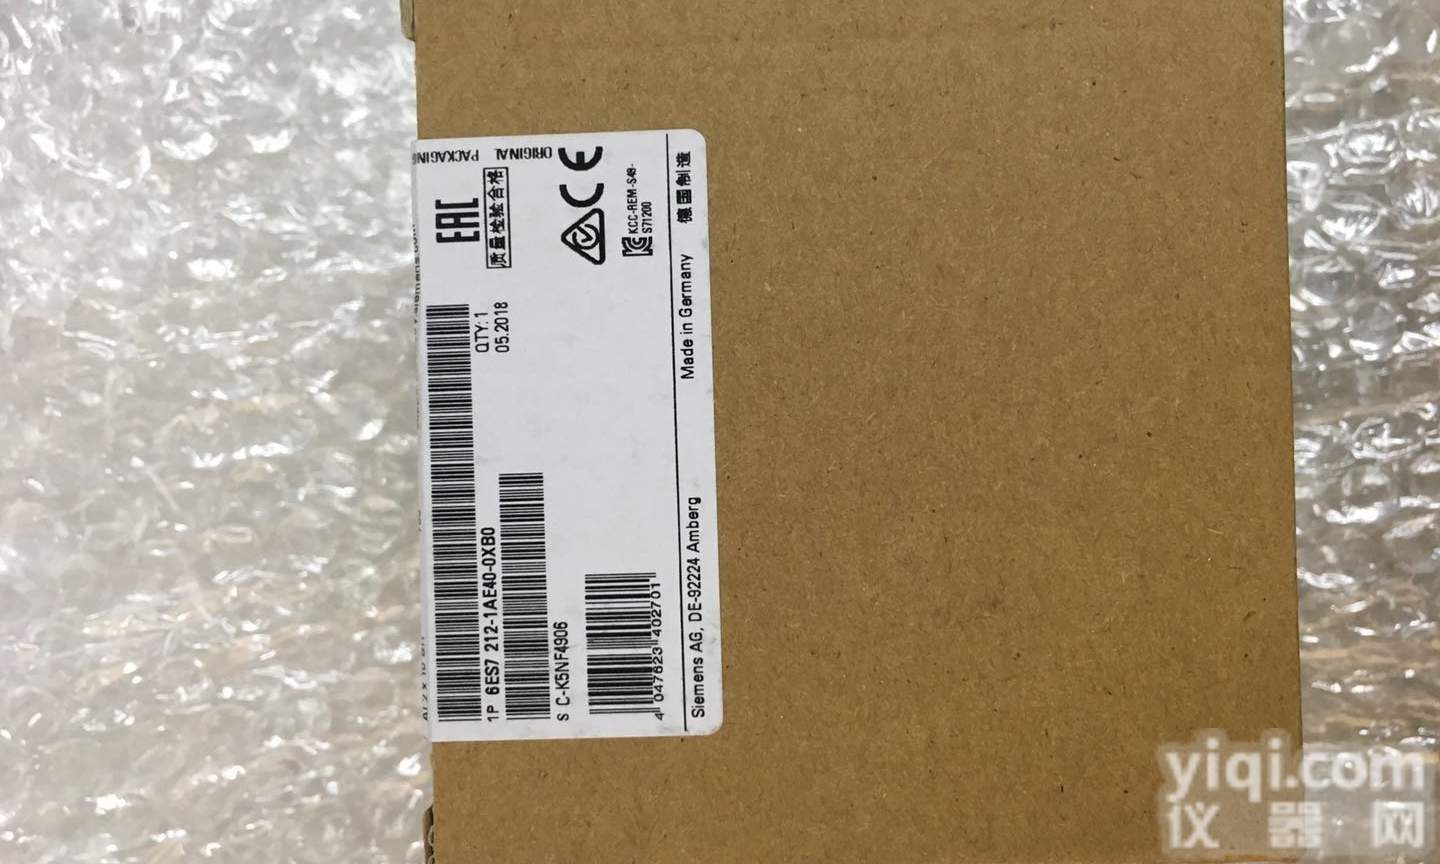 ORIGINAL PACKAGING
EAC
质量检验合格
CE
KCC-REM-S49-
S71200
QTY:1
05.2018
1P 6ES7 212-1AE40-0XB0
S C-K5NF4906
4 047623 402701
Siemens AG, DE-92224 Amberg Made in Germany 德国制造
yiqi.com
仪器网